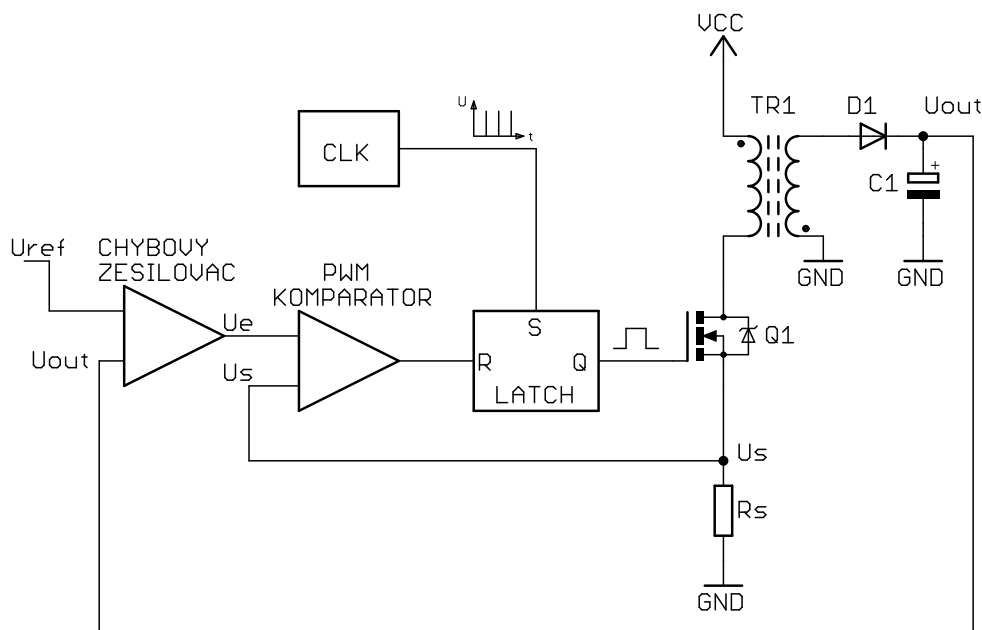 VCC
TR1
D1
Uout
U
t
CLK
C1
+
Uref
CHYBOVY
ZESILOVAC
PWM
KOMPARATOR
GND
GND
Ue
S
Q1
Uout
Us
R
Q
LATCH
Us
Rs
GND